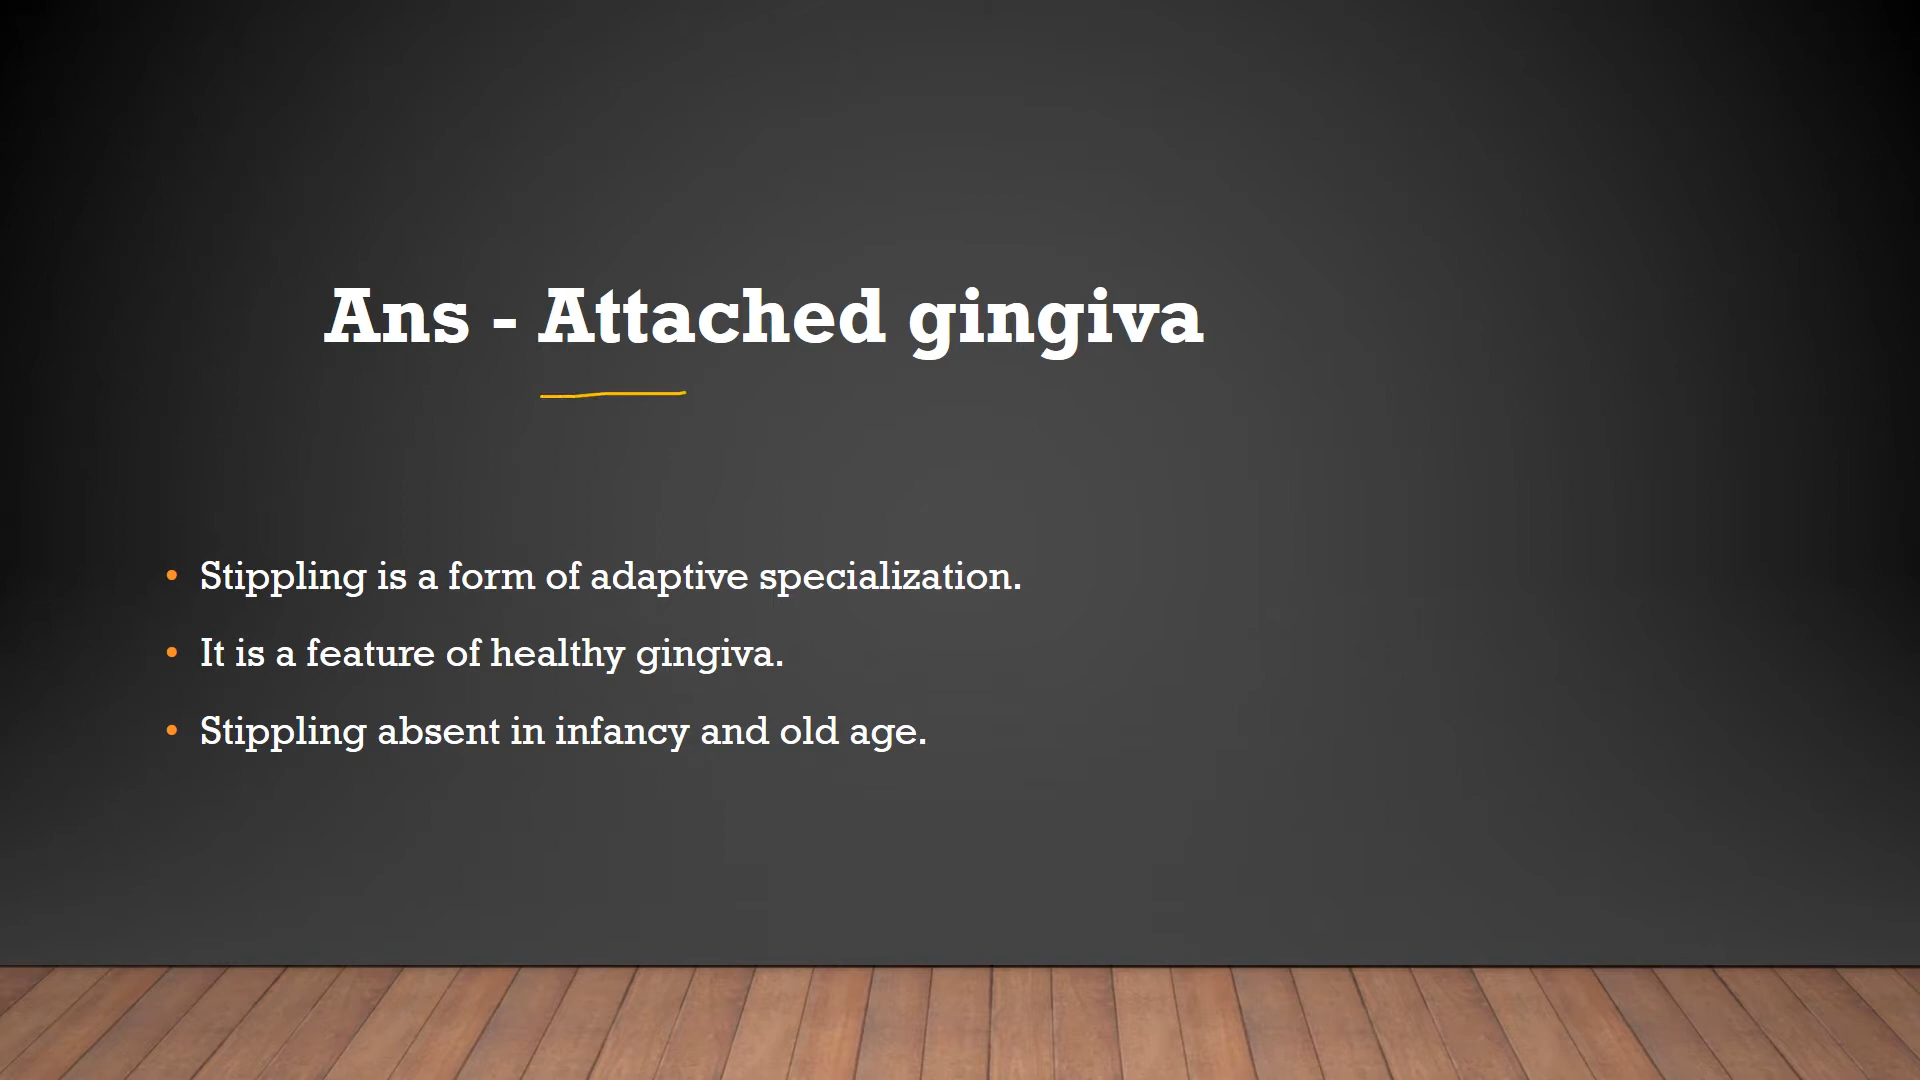 Ans - Attached gingiva
• Stippling is a form of adaptive specialization.
• It is a feature of healthy gingiva.
• Stippling absent in infancy and old age.